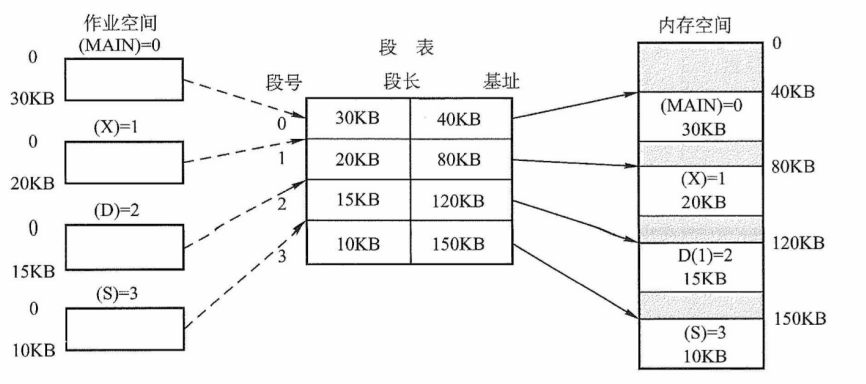 作业空间
(MAIN)=0
0
30KB
(X)=1
0
20KB
(D)=2
0
15KB
(S)=3
0
10KB
段 表
段号 段长 基址
0 30KB 40KB
1 20KB 80KB
2 15KB 120KB
3 10KB 150KB
内存空间
0
40KB
(MAIN)=0
30KB
80KB
(X)=1
20KB
120KB
D(1)=2
15KB
150KB
(S)=3
10KB